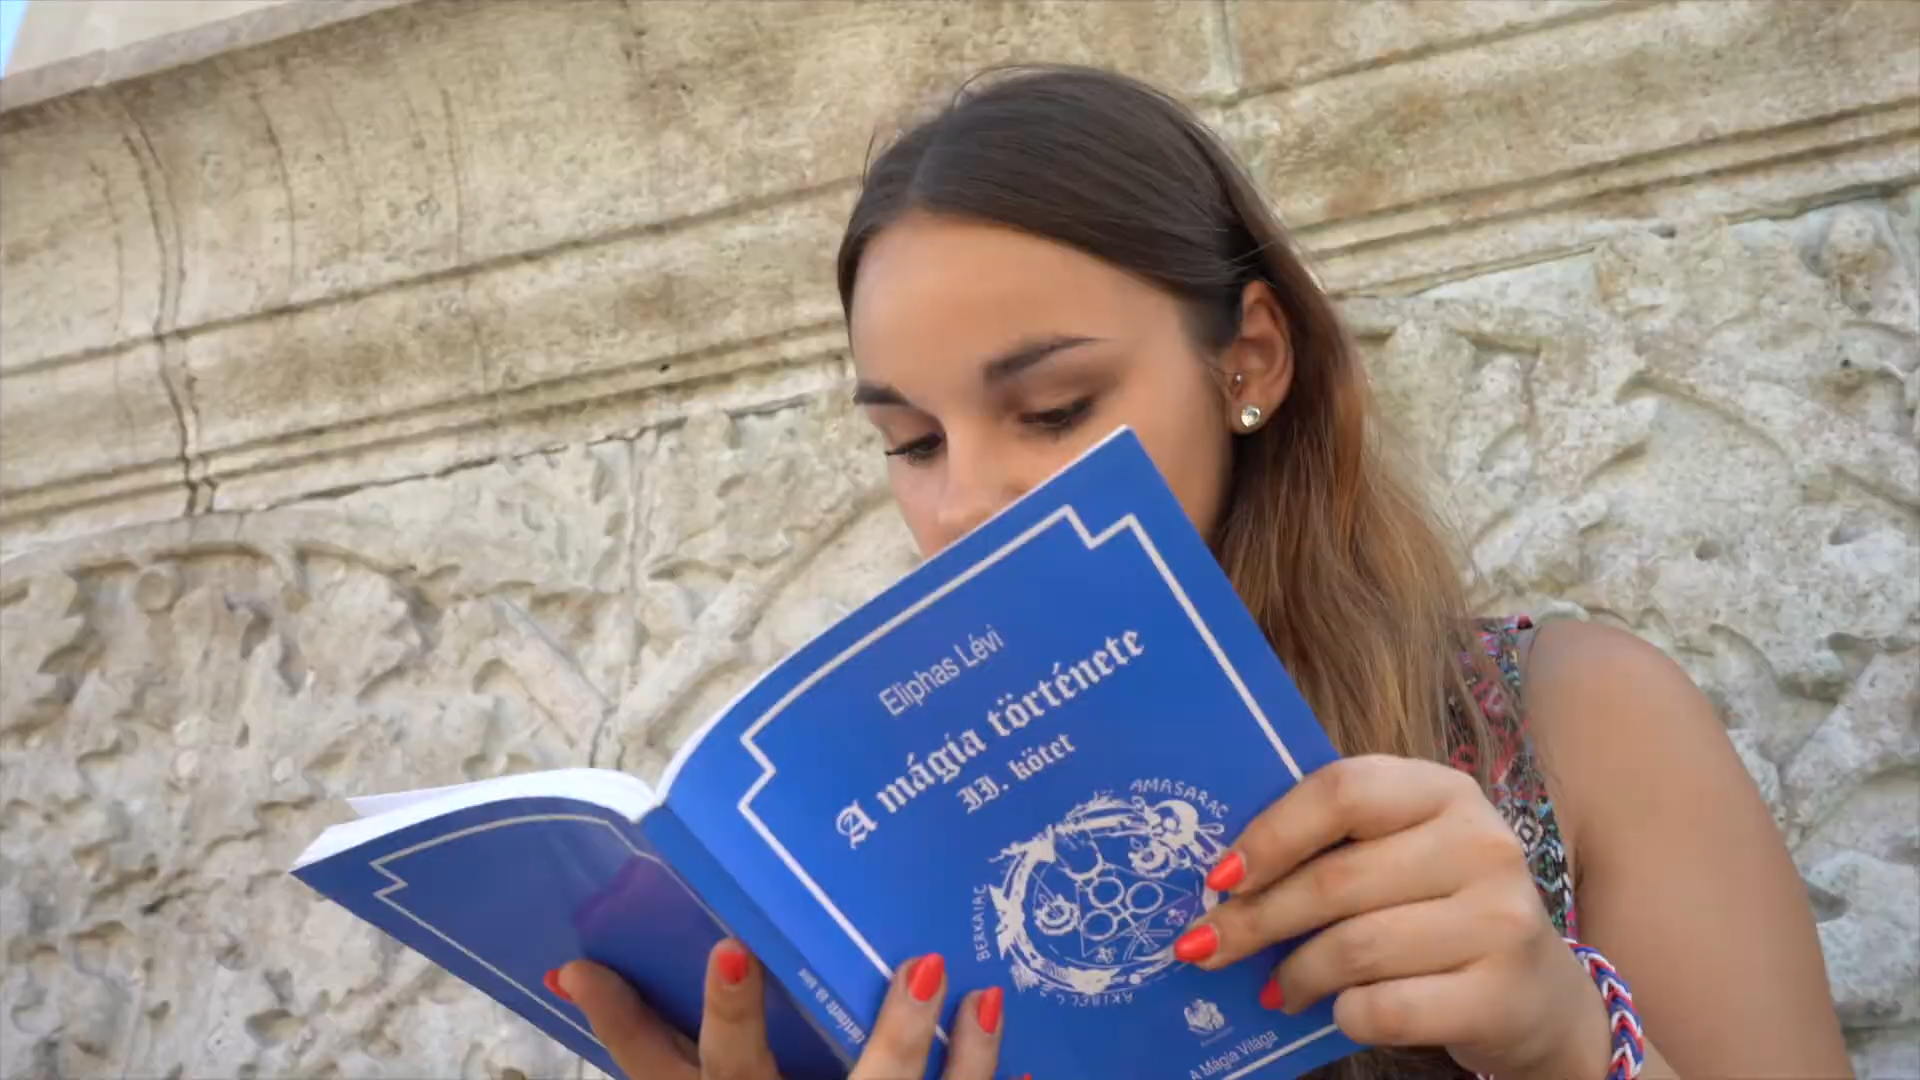 Eliphas Lévi
A mágia története
II. kötet
AMASARAC
BERKAIAC
A Mágia Világa